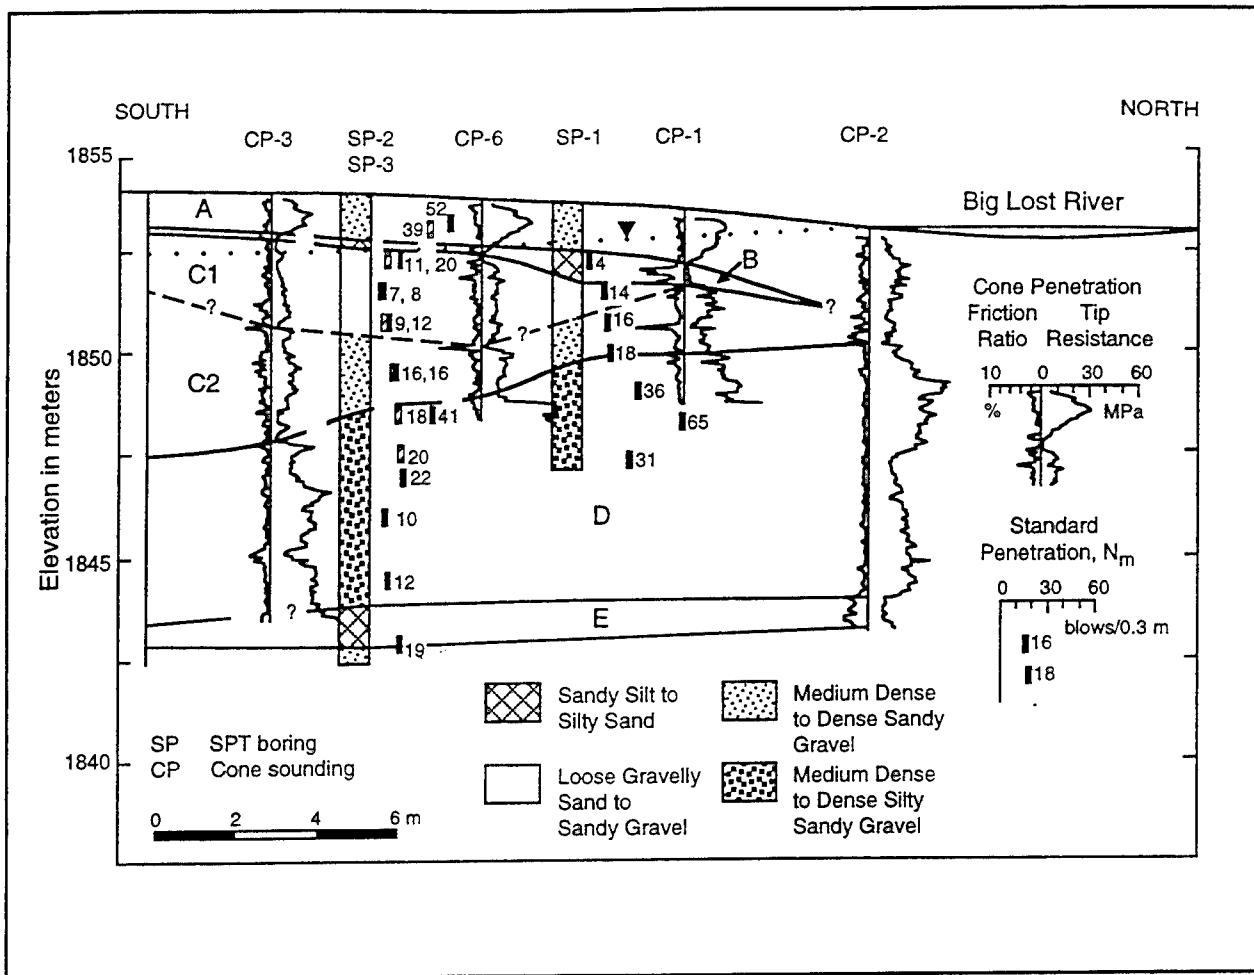 SOUTH
NORTH
CP-3
SP-2
SP-3
CP-6
SP-1
CP-1
CP-2
1855
A
52
39
Big Lost River
11, 20
4
B
C1
7, 8
14
?
?
Cone Penetration
Friction Tip
Ratio Resistance
9, 12
?
16
1850
18
10 0 30 60
% MPa
C2
16, 16
36
18
41
65
20
31
22
10
D
Standard
Penetration, Nm
1845
12
0 30 60
blows/0.3 m
?
E
16
19
18
Sandy Silt to
Silty Sand
Medium Dense
to Dense Sandy
Gravel
SP SPT boring
CP Cone sounding
1840
Loose Gravelly
Sand to
Sandy Gravel
Medium Dense
to Dense Silty
Sandy Gravel
0 2 4 6 m
Elevation in meters